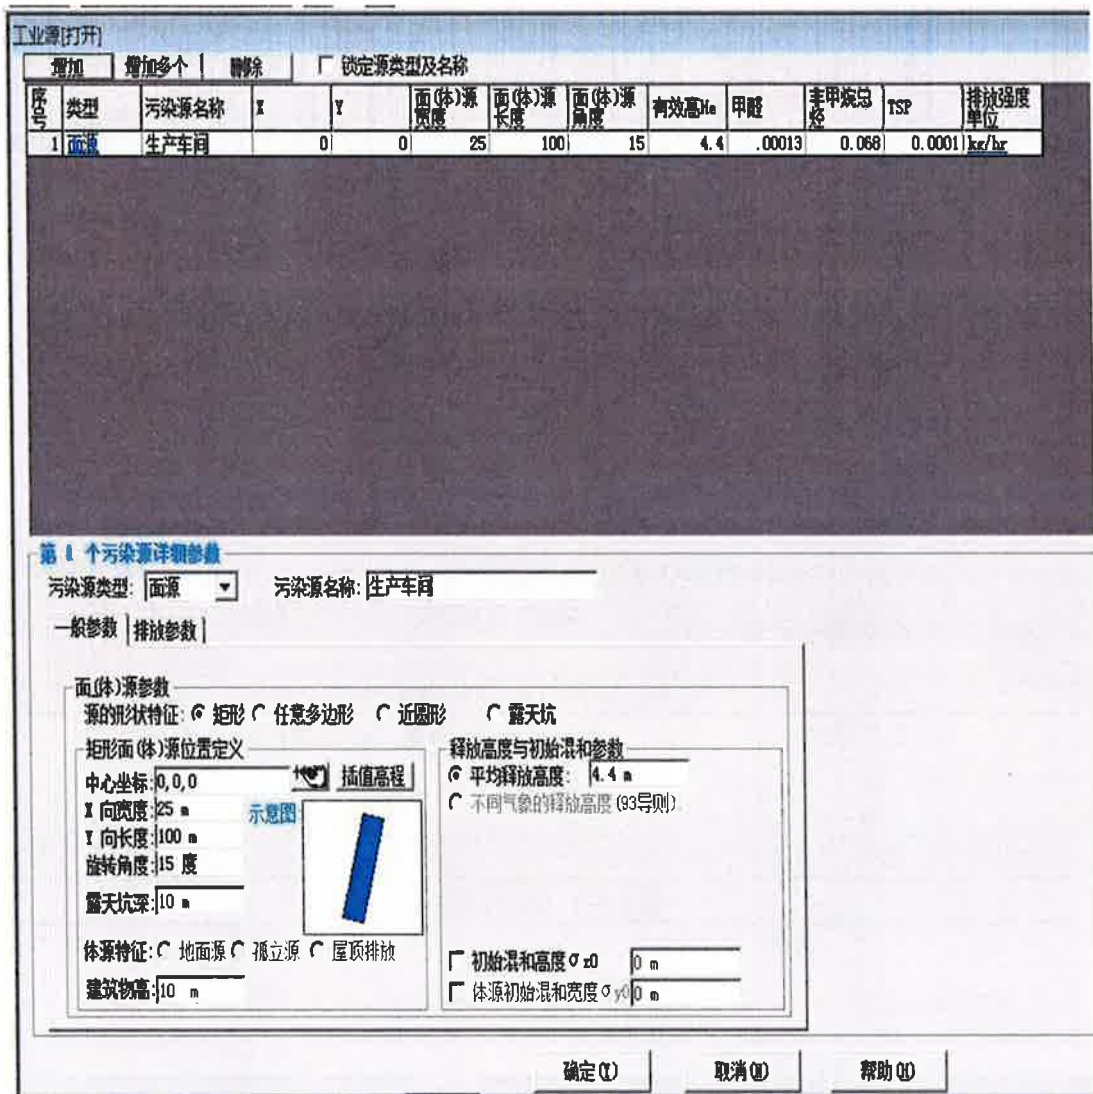 工业源[打开]
增加 增加多个 删除 锁定源类型及名称
序号 类型 污染源名称 X Y 面(体)源宽度 面(体)源长度 面(体)源角度 有效高He 甲醛 非甲烷总烃 TSP 排放强度单位
1 面源 生产车间 0 0 25 100 15 4.4 .00013 0.068 0.0001 kg/hr
第 1 个污染源详细参数
污染源类型: 面源 污染源名称: 生产车间
一般参数 排放参数
面(体)源参数
源的形状特征: 矩形 任意多边形 近圆形 露天坑
矩形面(体)源位置定义
中心坐标: 0,0,0 插值高程
X 向宽度: 25 m
Y 向长度: 100 m
旋转角度: 15 度
露天坑深: 10 m
示意图
体源特征: 地面源 孤立源 屋顶排放
建筑物高: 10 m
释放高度与初始混和参数
平均释放高度: 4.4 m
不同气象的释放高度(93导则)
初始混和高度σz0 0 m
体源初始混和宽度σy0 0 m
确定(Y) 取消(N) 帮助(H)